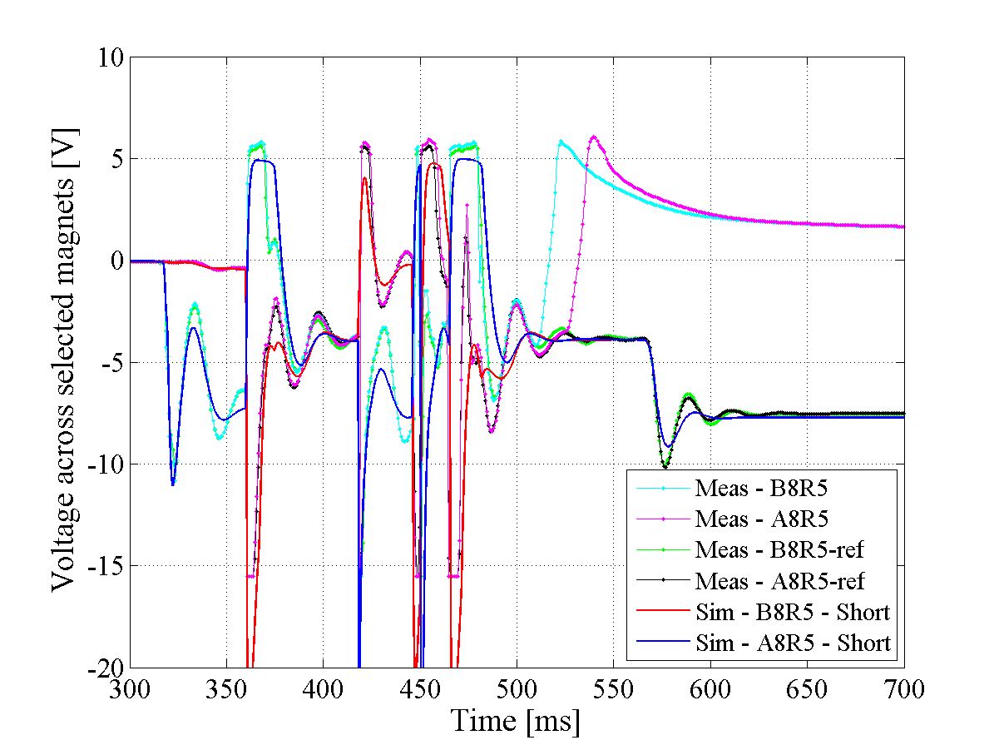 10
5
0
-5
-10
-15
-20
Voltage across selected magnets [V]
300 350 400 450 500 550 600 650 700
Time [ms]
Meas - B8R5
Meas - A8R5
Meas - B8R5-ref
Meas - A8R5-ref
Sim - B8R5 - Short
Sim - A8R5 - Short